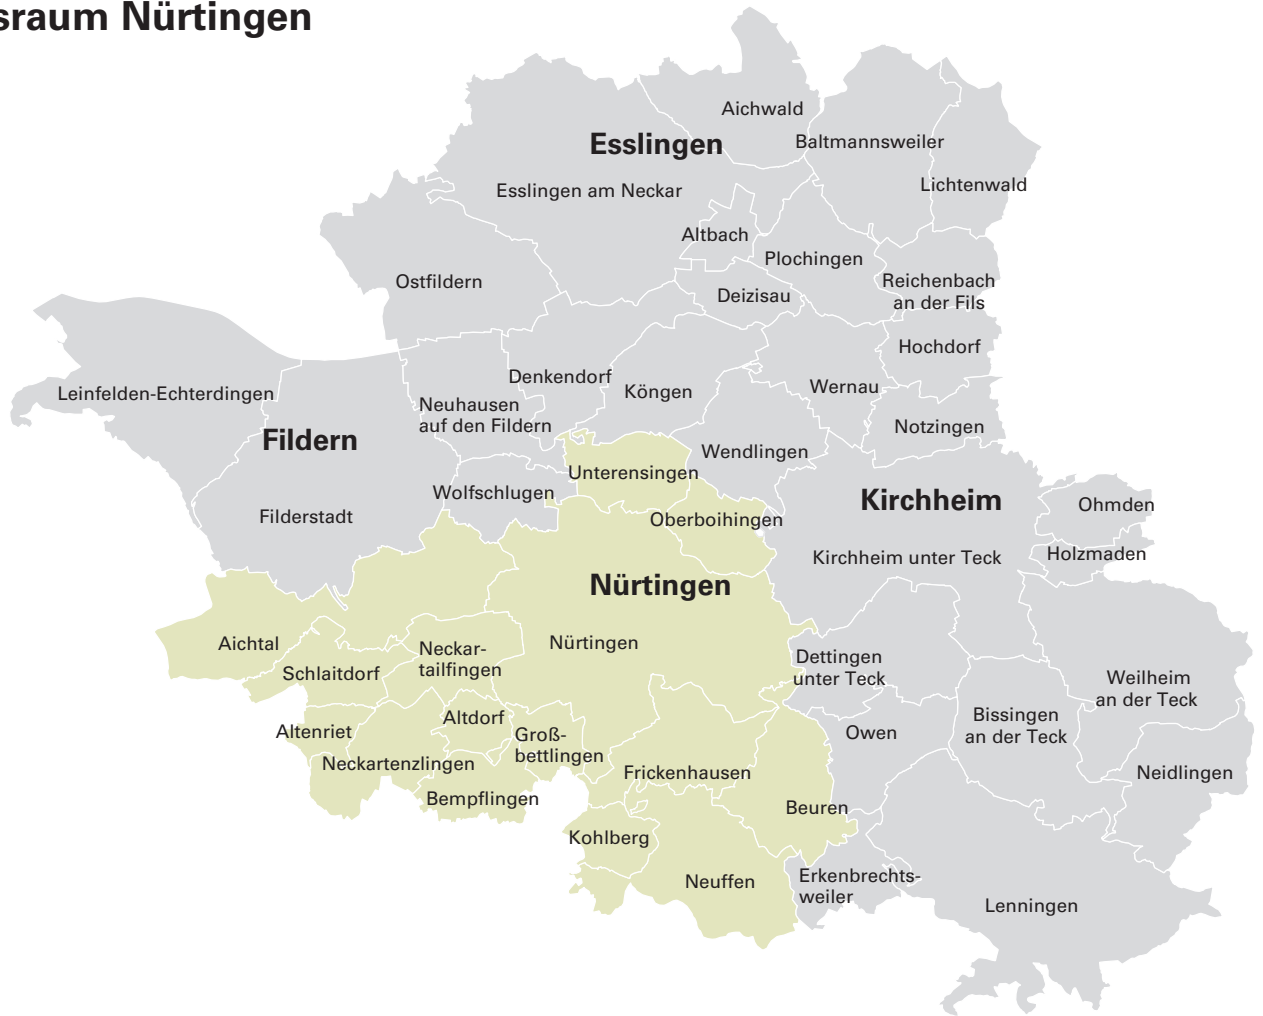 sraum Nürtingen
Aichwald
Esslingen
Baltmannsweiler
Lichtenwald
Esslingen am Neckar
Altbach
Plochingen
Ostfildern
Deizisau
Reichenbach
an der Fils
Hochdorf
Denkendorf
Köngen
Wernau
Leinfelden-Echterdingen
Neuhausen
auf den Fildern
Notzingen
Fildern
Wendlingen
Unterensingen
Wolfschlugen
Kirchheim
Ohmden
Filderstadt
Oberboihingen
Kirchheim unter Teck
Holzmaden
Nürtingen
Aichtal
Nürtingen
Neckar-
tailfingen
Schlaitdorf
Dettingen
unter Teck
Weilheim
an der Teck
Altenriet
Altdorf
Groß-
bettlingen
Owen
Bissingen
an der Teck
Neckartenzlingen
Frickenhausen
Neidlingen
Bempflingen
Beuren
Kohlberg
Neuffen
Erkenbrechts-
weiler
Lenningen